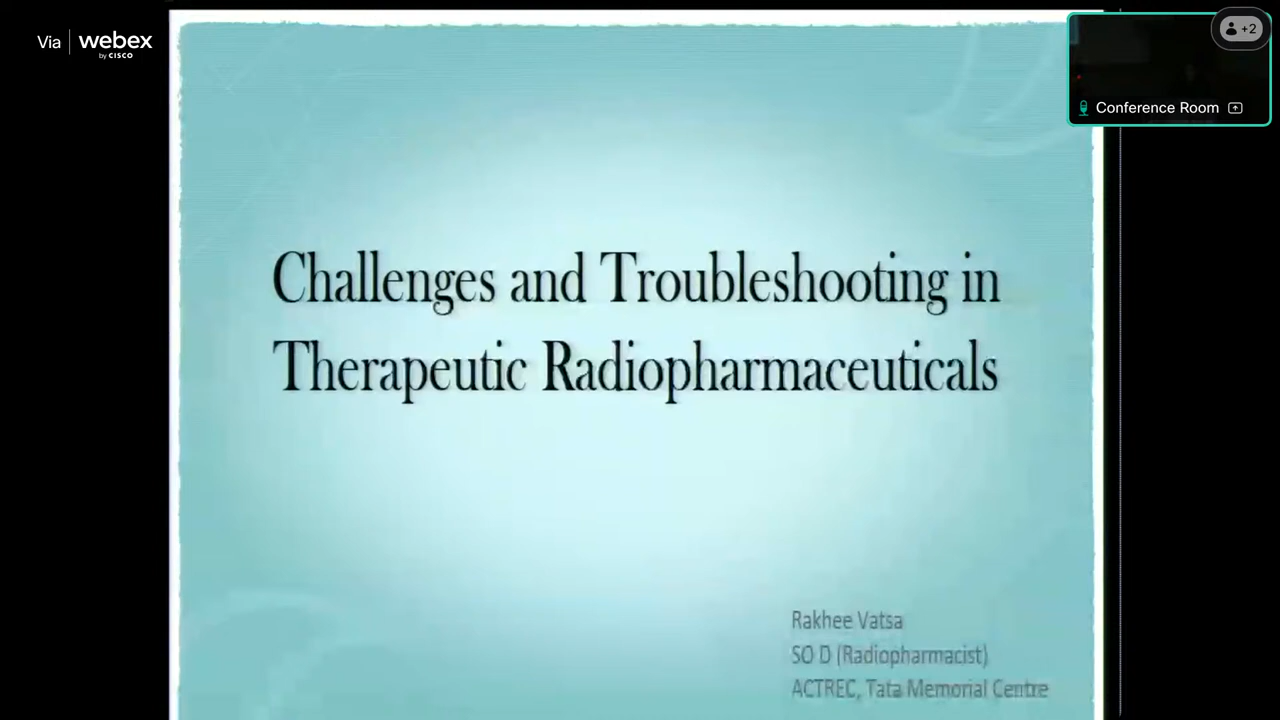 Via webex
by CISCO
+2
Conference Room
Challenges and Troubleshooting in
Therapeutic Radiopharmaceuticals
Rakhee Vatsa
SO D (Radiopharmacist)
ACTREC, Tata Memorial Centre